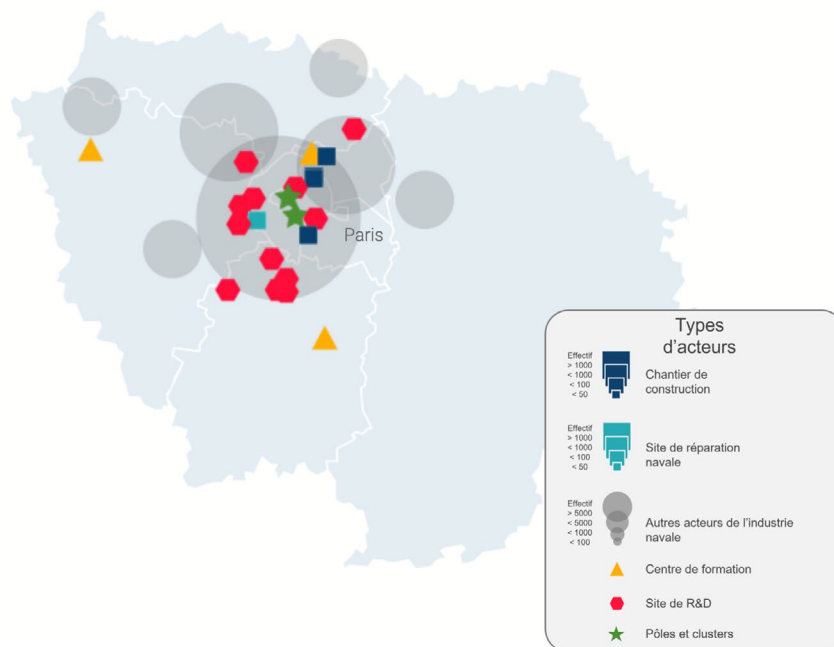 Paris
Types
d'acteurs
Effectif
> 1000
< 1000
< 100
< 50
Chantier de
construction
Effectif
> 1000
< 1000
< 100
< 50
Site de réparation
navale
Effectif
> 5000
< 5000
< 1000
< 100
Autres acteurs de l'industrie
navale
Centre de formation
Site de R&D
Pôles et clusters